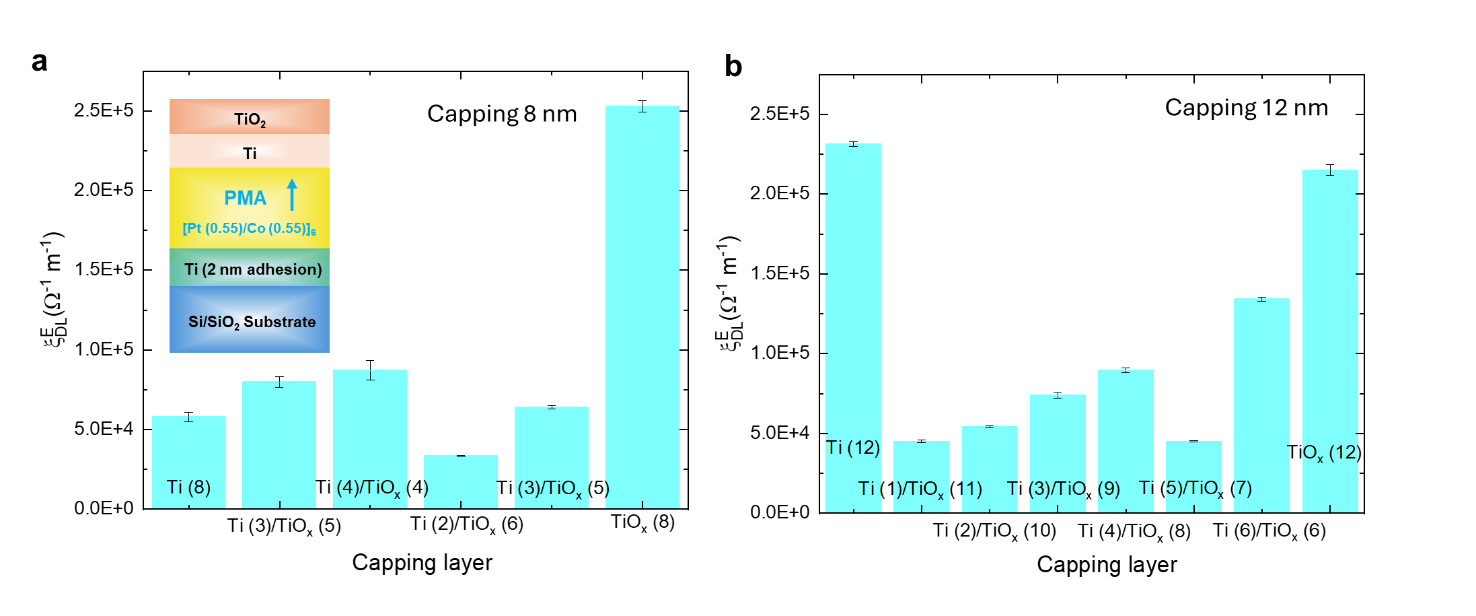 a
Capping 8 nm
2.5E+5
2.0E+5
1.5E+5
1.0E+5
5.0E+4
0.0E+0
ξᴱ_DL (Ω⁻¹ m⁻¹)
TiO₂
Ti
PMA
[Pt (0.55)/Co (0.55)]₆
Ti (2 nm adhesion)
Si/SiO₂ Substrate
Ti (8)
Ti (3)/TiOₓ (5)
Ti (4)/TiOₓ (4)
Ti (2)/TiOₓ (6)
Ti (3)/TiOₓ (5)
TiOₓ (8)
Capping layer
b
Capping 12 nm
2.5E+5
2.0E+5
1.5E+5
1.0E+5
5.0E+4
0.0E+0
ξᴱ_DL (Ω⁻¹ m⁻¹)
Ti (12)
Ti (1)/TiOₓ (11)
Ti (2)/TiOₓ (10)
Ti (3)/TiOₓ (9)
Ti (4)/TiOₓ (8)
Ti (5)/TiOₓ (7)
Ti (6)/TiOₓ (6)
TiOₓ (12)
Capping layer